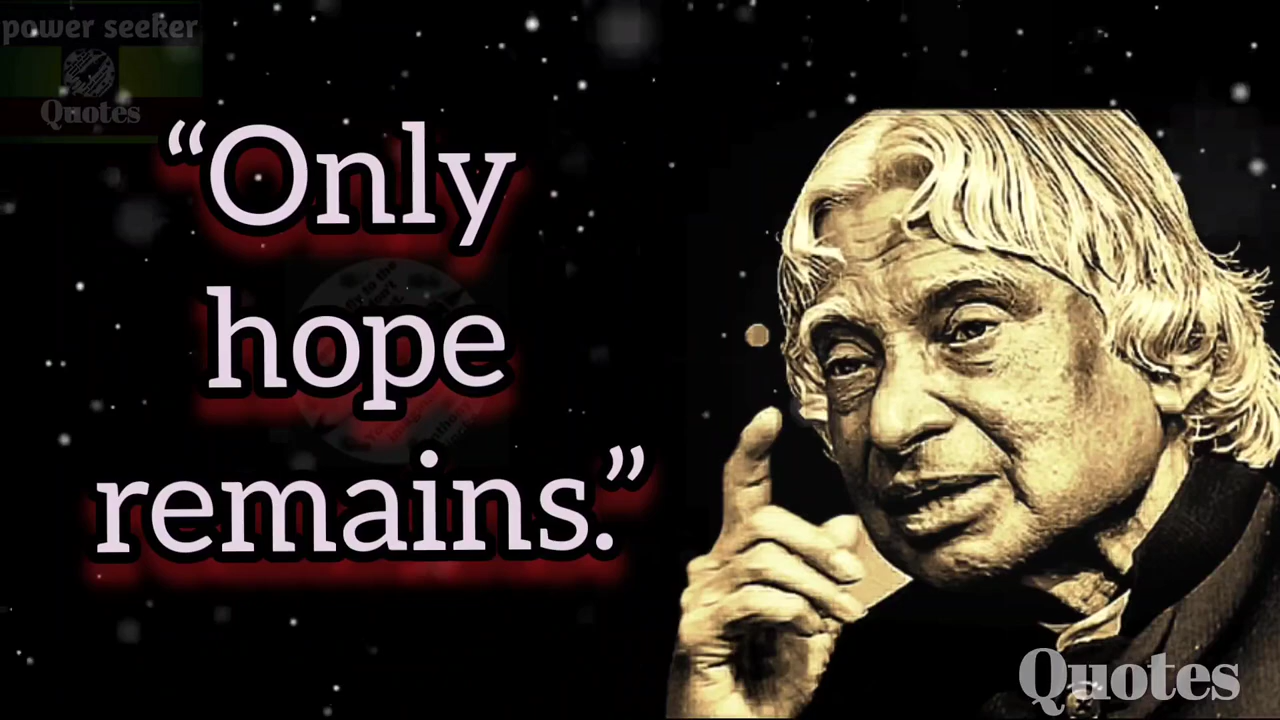 power seeker
Quotes
“Only
hope
remains.”
Quotes